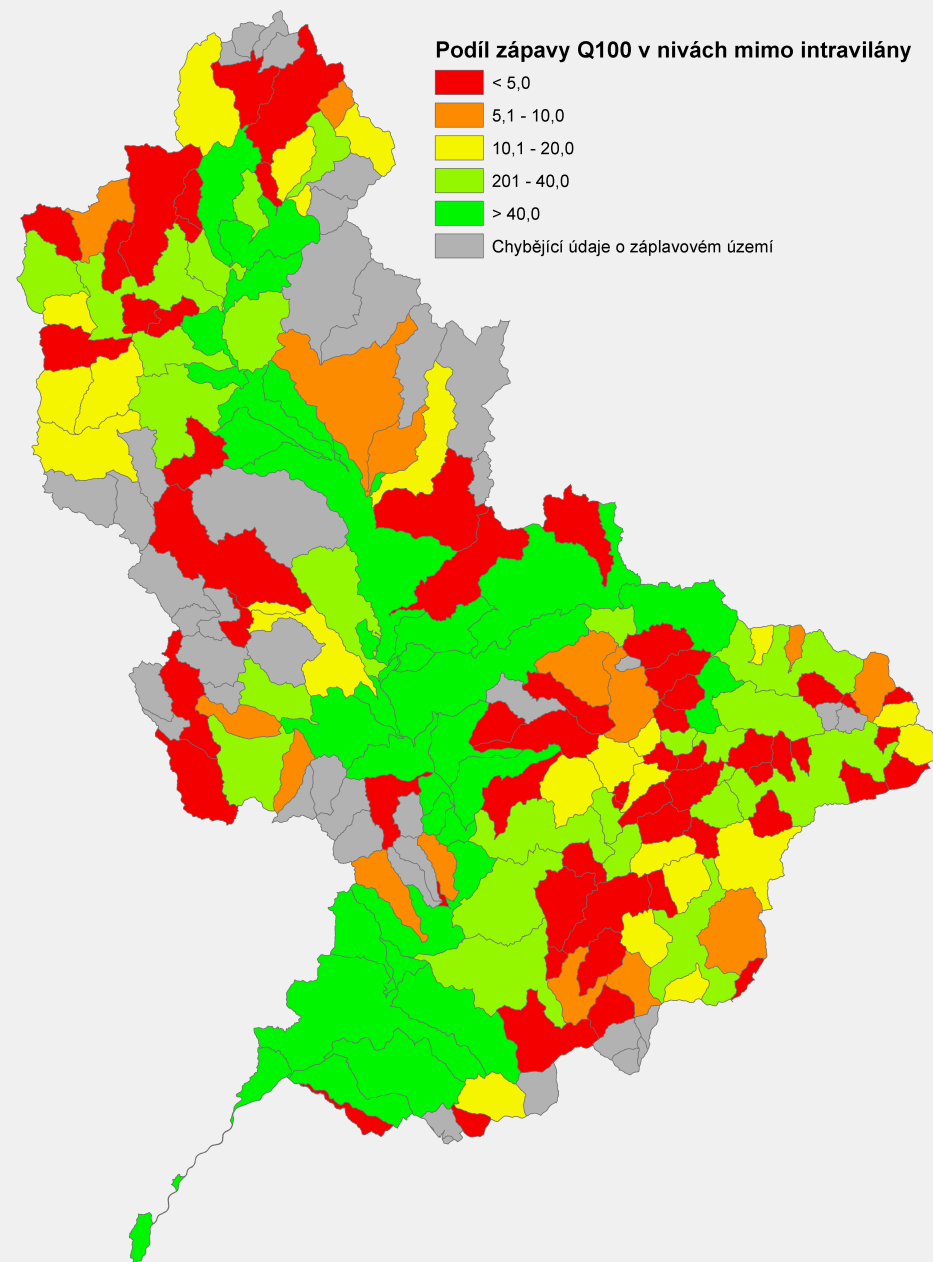 Podíl zápavy Q100 v nivách mimo intravilány
< 5,0
5,1 - 10,0
10,1 - 20,0
201 - 40,0
> 40,0
Chybějící údaje o záplavovém území